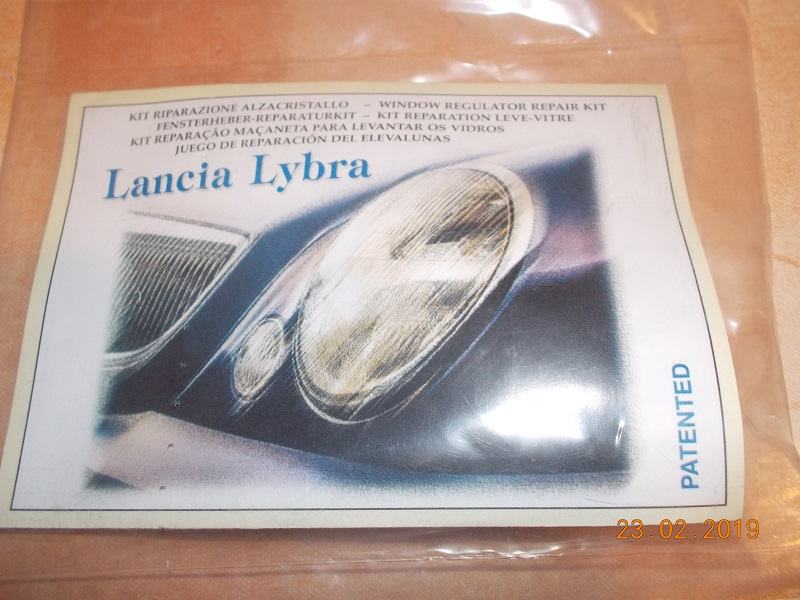 KIT RIPARAZIONE ALZACRISTALLO – WINDOW REGULATOR REPAIR KIT
FENSTERHEBER-REPARATURKIT – KIT REPARATION LEVE-VITRE
KIT REPARAÇÃO MAÇANETA PARA LEVANTAR OS VIDROS
JUEGO DE REPARACIÓN DEL ELEVALUNAS
Lancia Lybra
PATENTED
23.02.2019